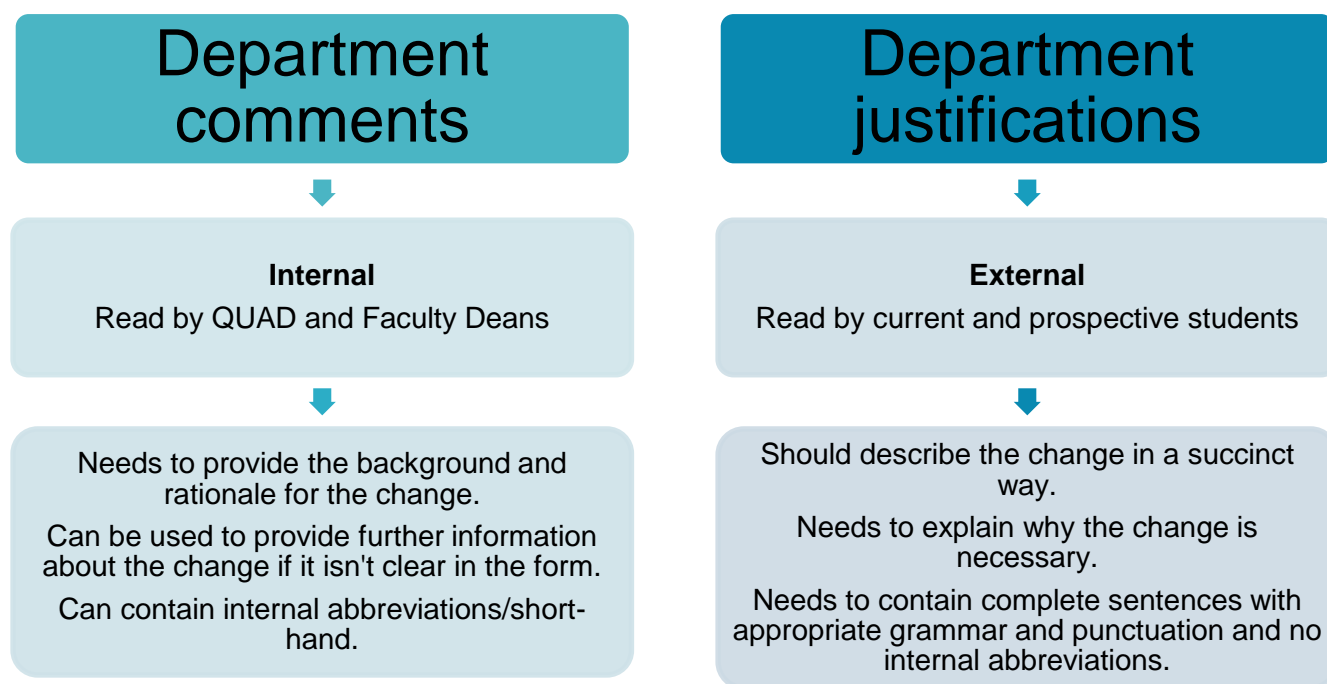 Department
comments
Internal
Read by QUAD and Faculty Deans
Needs to provide the background and
rationale for the change.
Can be used to provide further information
about the change if it isn't clear in the form.
Can contain internal abbreviations/short-
hand.
Department
justifications
External
Read by current and prospective students
Should describe the change in a succinct
way.
Needs to explain why the change is
necessary.
Needs to contain complete sentences with
appropriate grammar and punctuation and no
internal abbreviations.